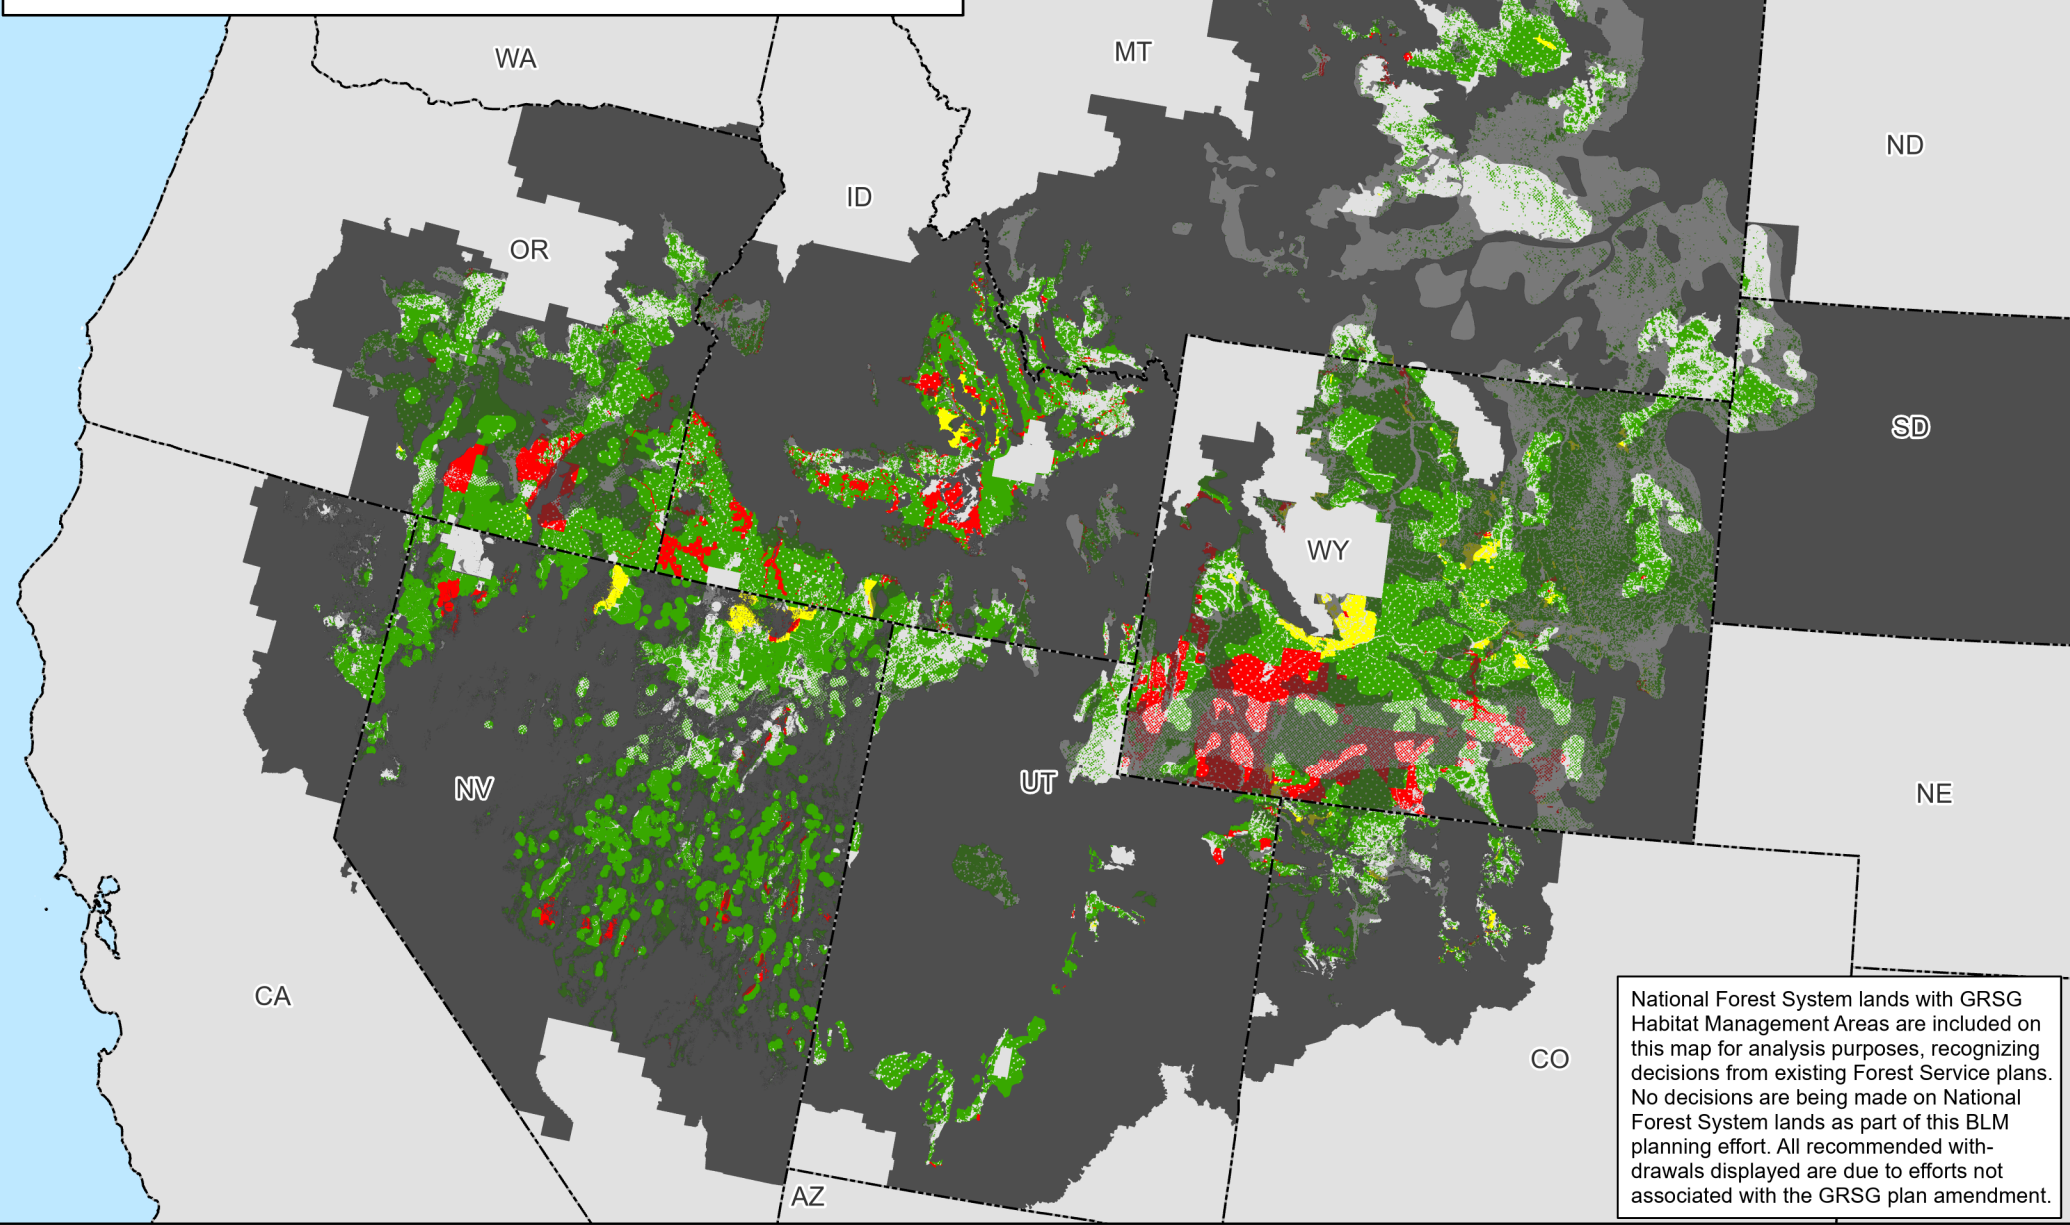 WA
MT
ND
ID
OR
SD
WY
NV
UT
NE
CA
CO
AZ
National Forest System lands with GRSG
Habitat Management Areas are included on
this map for analysis purposes, recognizing
decisions from existing Forest Service plans.
No decisions are being made on National
Forest System lands as part of this BLM
planning effort. All recommended with-
drawals displayed are due to efforts not
associated with the GRSG plan amendment.